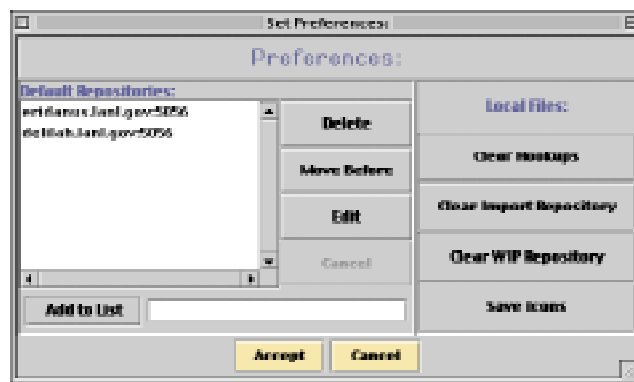 Set Preferences:
Preferences:
Default Repositories:
eridanus.lanl.gov:5056
delilah.lanl.gov:5056
Delete
Move Before
Edit
Cancel
Add to List
Local Files:
Clear Hookups
Clear Import Repository
Clear WIP Repository
Save Icons
Accept
Cancel